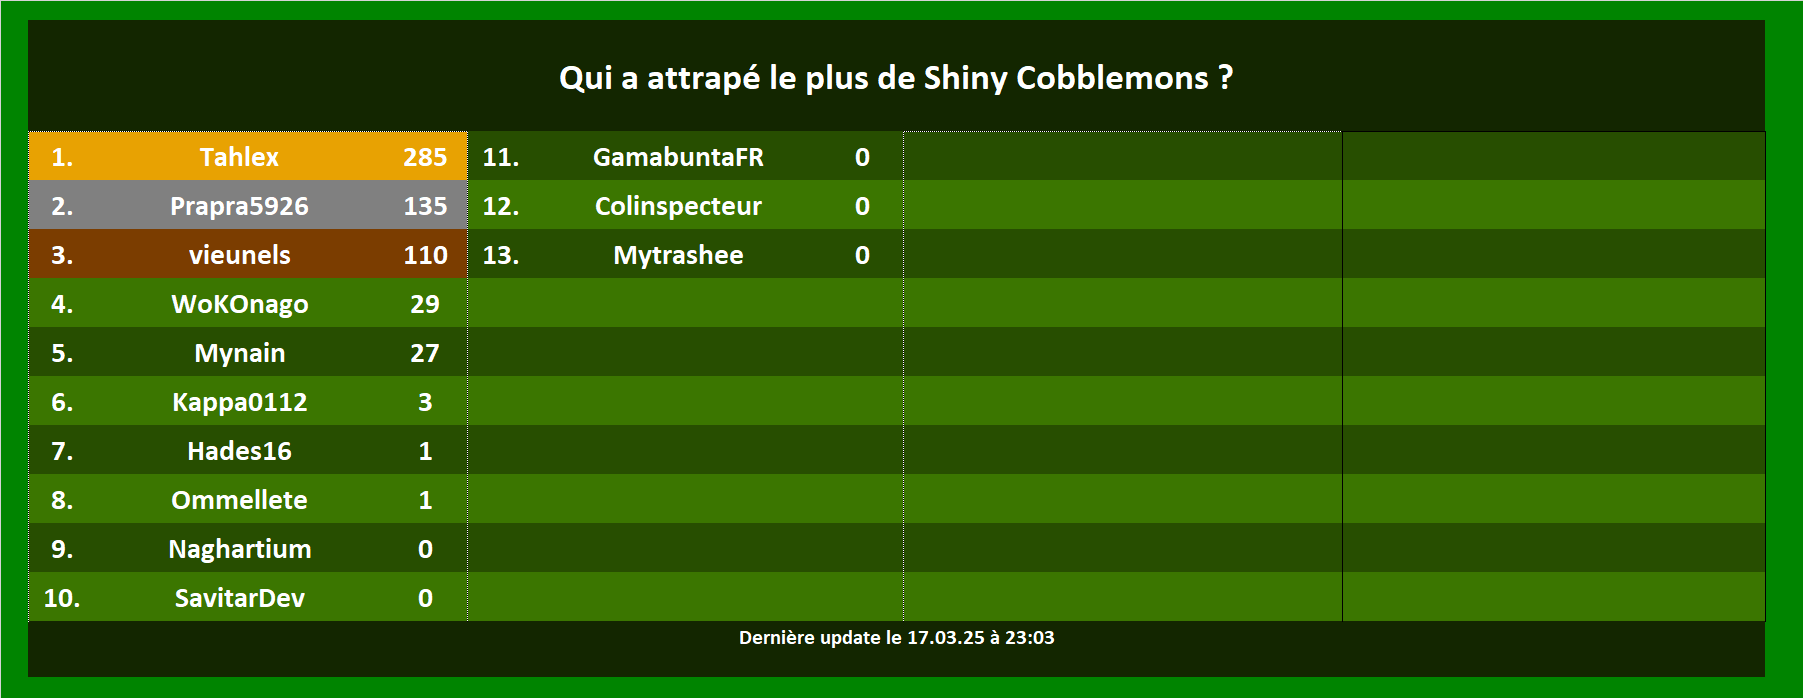 Qui a attrapé le plus de Shiny Cobblemons ?
1. Tahlex 285
2. Prapra5926 135
3. vieunels 110
4. WoKOnago 29
5. Mynain 27
6. Kappa0112 3
7. Hades16 1
8. Ommellete 1
9. Naghartium 0
10. SavitarDev 0
11. GamabuntaFR 0
12. Colinspecteur 0
13. Mytrashee 0
Dernière update le 17.03.25 à 23:03